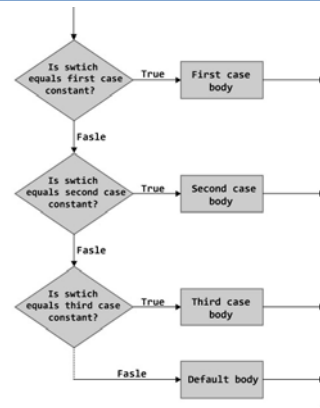 Is swtich
equals first case
constant?
True
First case
body
Fasle
Is swtich
equals second case
constant?
True
Second case
body
Fasle
Is swtich
equals third case
constant?
True
Third case
body
Fasle
Default body